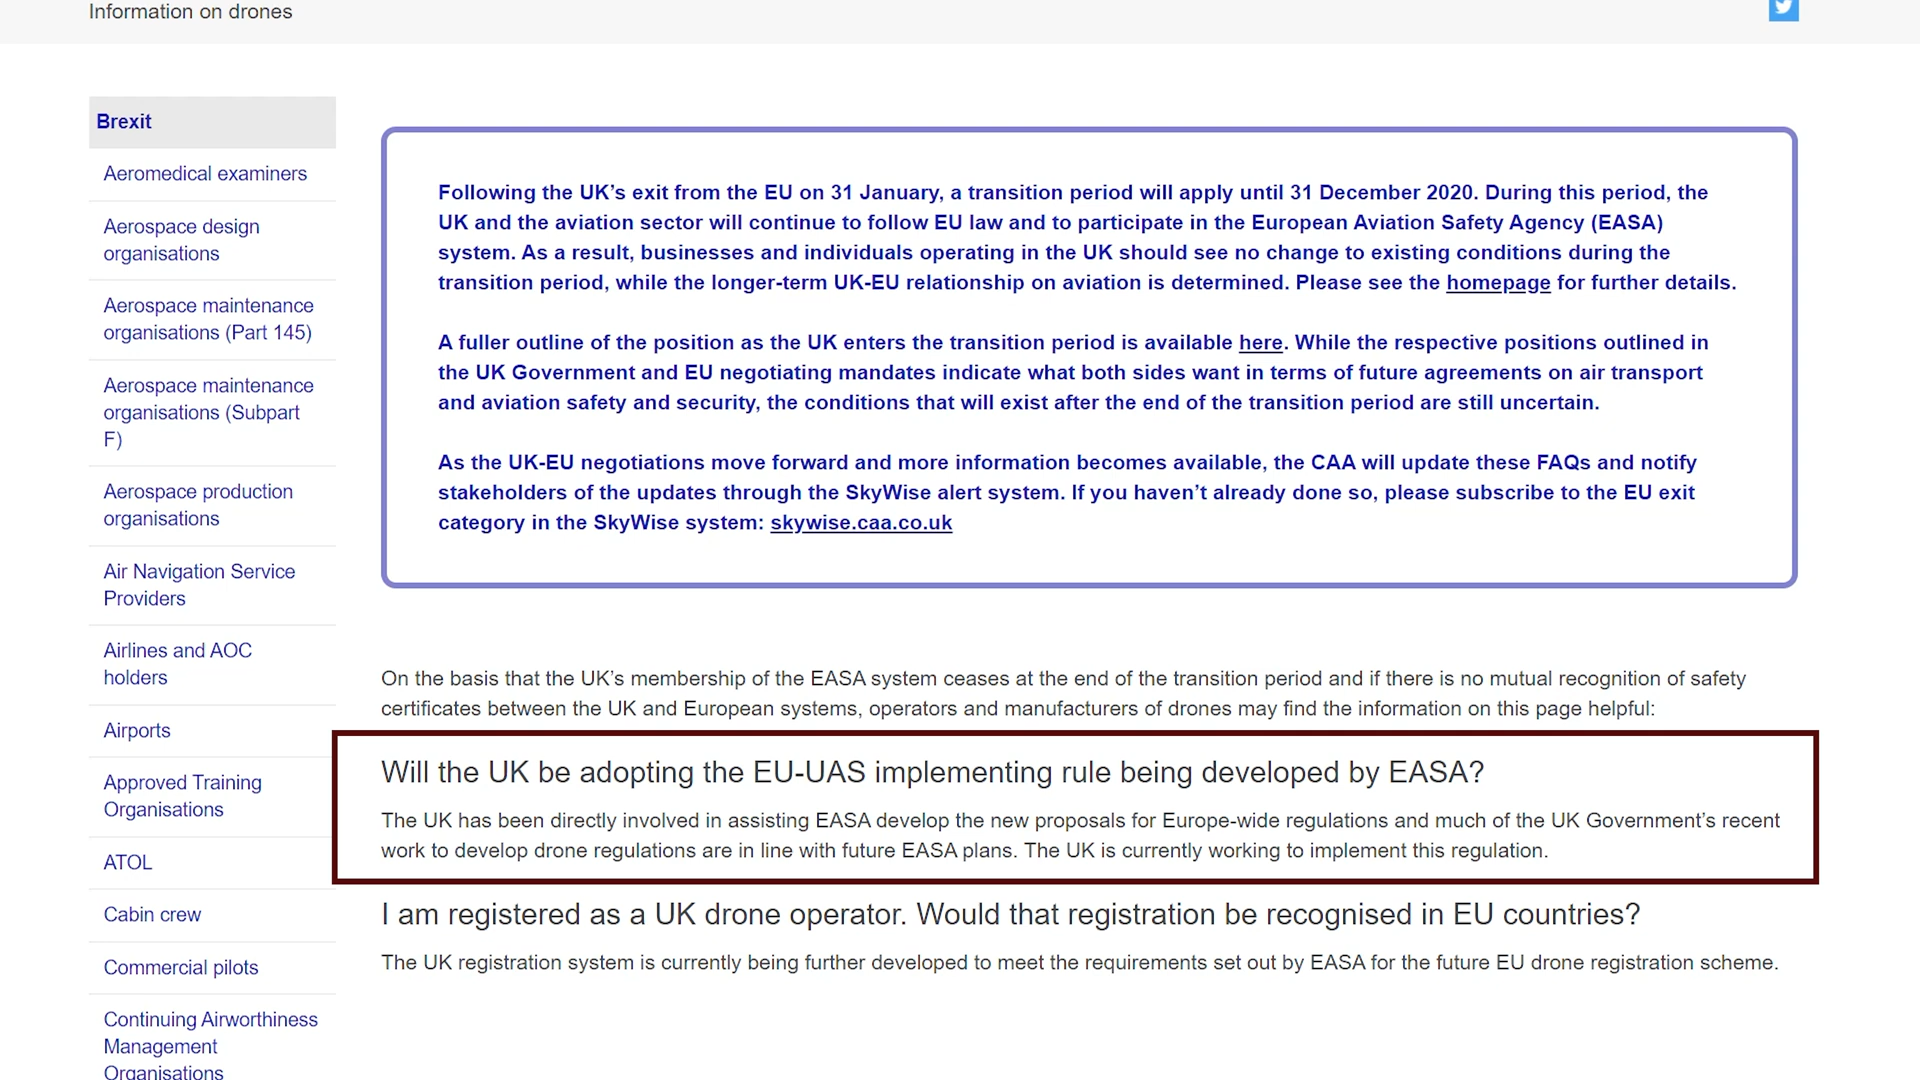 Information on drones
Brexit
Aeromedical examiners
Aerospace design
organisations
Aerospace maintenance
organisations (Part 145)
Aerospace maintenance
organisations (Subpart
F)
Aerospace production
organisations
Air Navigation Service
Providers
Airlines and AOC
holders
Airports
Approved Training
Organisations
ATOL
Cabin crew
Commercial pilots
Continuing Airworthiness
Management
Organisations
Following the UK’s exit from the EU on 31 January, a transition period will apply until 31 December 2020. During this period, the
UK and the aviation sector will continue to follow EU law and to participate in the European Aviation Safety Agency (EASA)
system. As a result, businesses and individuals operating in the UK should see no change to existing conditions during the
transition period, while the longer-term UK-EU relationship on aviation is determined. Please see the homepage for further details.
A fuller outline of the position as the UK enters the transition period is available here. While the respective positions outlined in
the UK Government and EU negotiating mandates indicate what both sides want in terms of future agreements on air transport
and aviation safety and security, the conditions that will exist after the end of the transition period are still uncertain.
As the UK-EU negotiations move forward and more information becomes available, the CAA will update these FAQs and notify
stakeholders of the updates through the SkyWise alert system. If you haven’t already done so, please subscribe to the EU exit
category in the SkyWise system: skywise.caa.co.uk
On the basis that the UK’s membership of the EASA system ceases at the end of the transition period and if there is no mutual recognition of safety
certificates between the UK and European systems, operators and manufacturers of drones may find the information on this page helpful:
Will the UK be adopting the EU-UAS implementing rule being developed by EASA?
The UK has been directly involved in assisting EASA develop the new proposals for Europe-wide regulations and much of the UK Government’s recent
work to develop drone regulations are in line with future EASA plans. The UK is currently working to implement this regulation.
I am registered as a UK drone operator. Would that registration be recognised in EU countries?
The UK registration system is currently being further developed to meet the requirements set out by EASA for the future EU drone registration scheme.